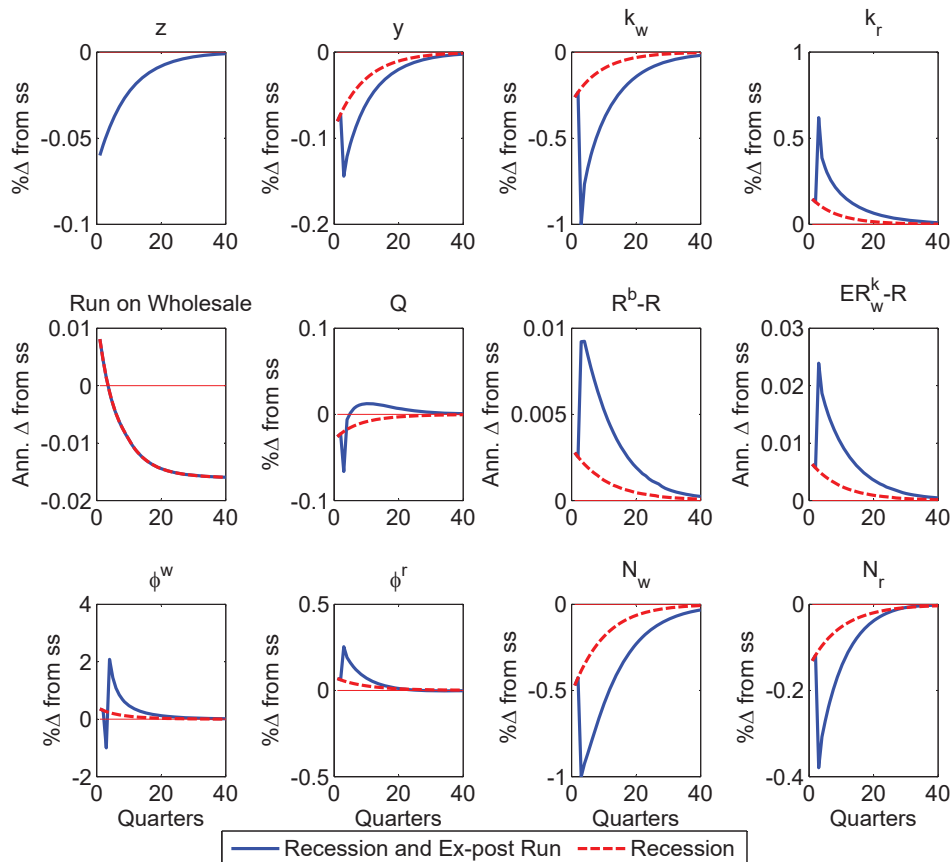 z
y
k_w
k_r
%Δ from ss
0
-0.05
-0.1
0 20 40
%Δ from ss
0
-0.1
-0.2
0 20 40
%Δ from ss
0
-0.5
-1
0 20 40
%Δ from ss
1
0.5
0
0 20 40
Quarters Quarters Quarters Quarters
Run on Wholesale
Q
R^b-R
ER_w^k-R
Ann. Δ from ss
0.01
0
-0.01
-0.02
0 20 40
%Δ from ss
0.1
0
-0.1
0 20 40
Ann. Δ from ss
0.01
0.005
0
0 20 40
Ann. Δ from ss
0.03
0.02
0.01
0
0 20 40
ϕ^w
ϕ^r
N_w
N_r
%Δ from ss
4
2
0
-2
0 20 40
%Δ from ss
0.5
0
-0.5
0 20 40
%Δ from ss
0
-0.5
-1
0 20 40
%Δ from ss
0
-0.2
-0.4
0 20 40
Quarters Quarters Quarters Quarters
Recession and Ex-post Run Recession